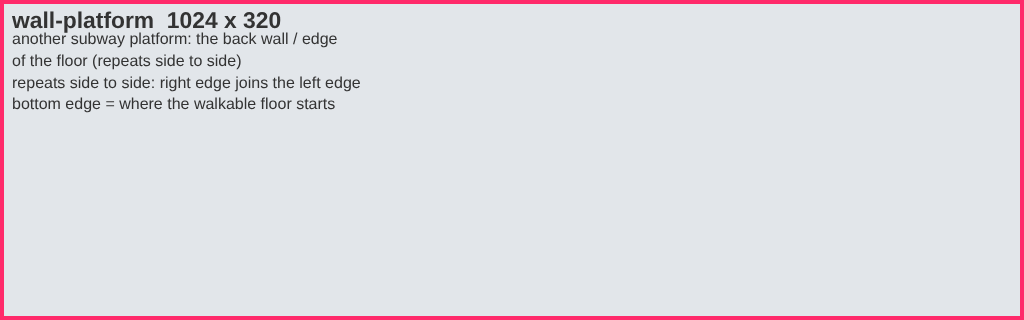 wall-platform  1024 x 320
another subway platform: the back wall / edge
of the floor (repeats side to side)
repeats side to side: right edge joins the left edge
bottom edge = where the walkable floor starts